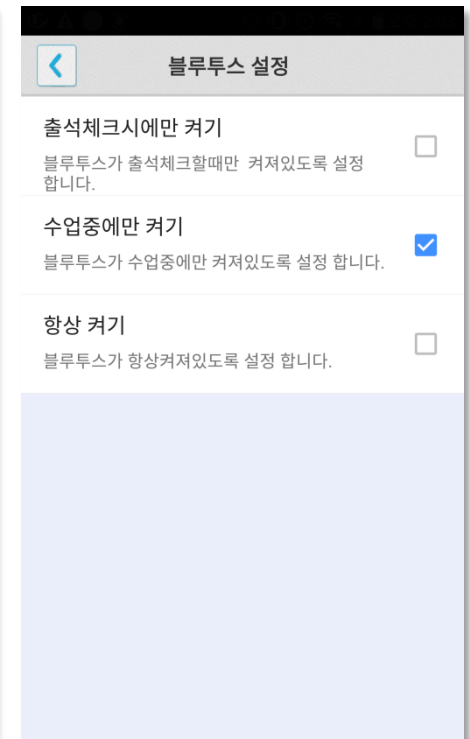 블루투스 설정
출석체크시에만 켜기
블루투스가 출석체크할때만 켜져있도록 설정
합니다.
수업중에만 켜기
블루투스가 수업중에만 켜져있도록 설정 합니다.
항상 켜기
블루투스가 항상켜져있도록 설정 합니다.